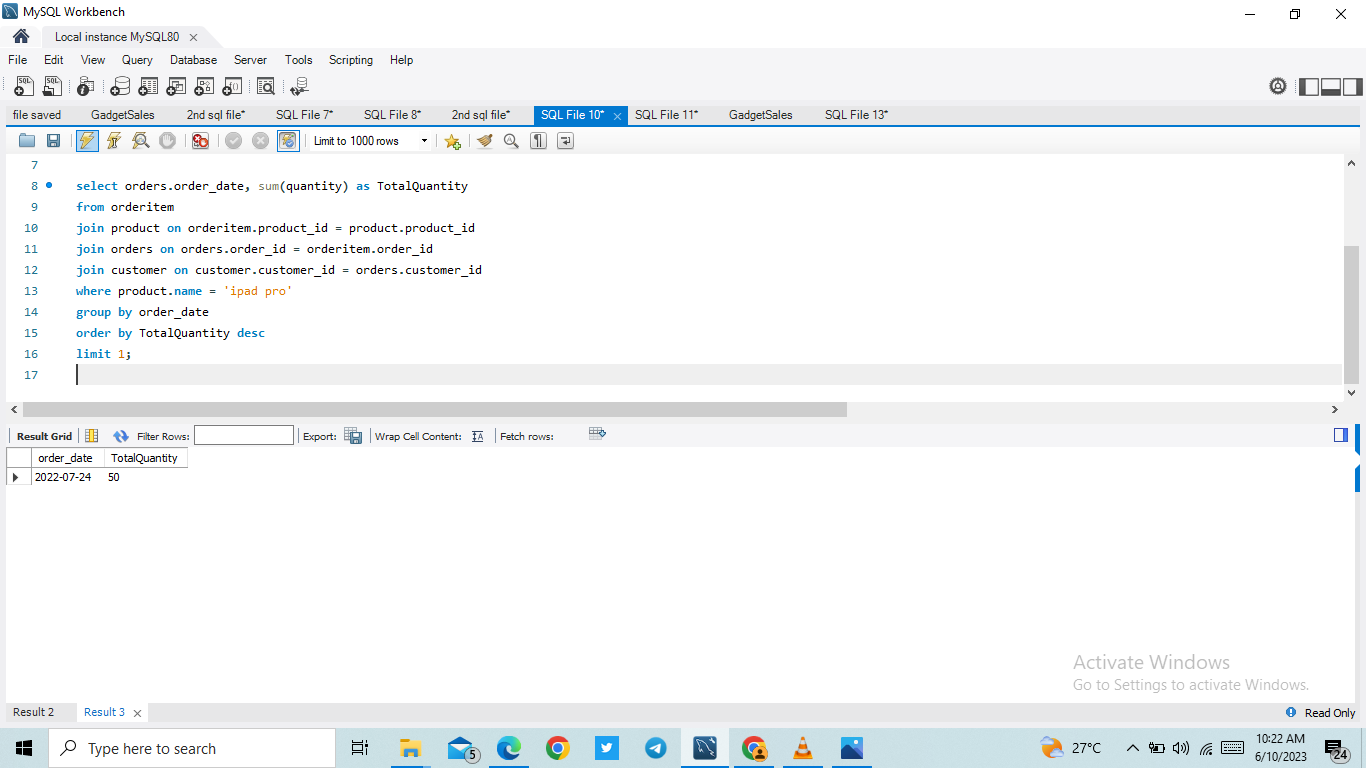 MySQL Workbench
Local instance MySQL80
File Edit View Query Database Server Tools Scripting Help
SQL SQL
file saved GadgetSales 2nd sql file* SQL File 7* SQL File 8* 2nd sql file* SQL File 10* SQL File 11* GadgetSales SQL File 13*
Limit to 1000 rows
7
8 select orders.order_date, sum(quantity) as TotalQuantity
9 from orderitem
10 join product on orderitem.product_id = product.product_id
11 join orders on orders.order_id = orderitem.order_id
12 join customer on customer.customer_id = orders.customer_id
13 where product.name = 'ipad pro'
14 group by order_date
15 order by TotalQuantity desc
16 limit 1;
17
Result Grid Filter Rows: Export: Wrap Cell Content: IA Fetch rows:
order_date TotalQuantity
2022-07-24 50
Activate Windows
Go to Settings to activate Windows.
Result 2 Result 3 Read Only
Type here to search 5 27°C 10:22 AM
6/10/2023 24